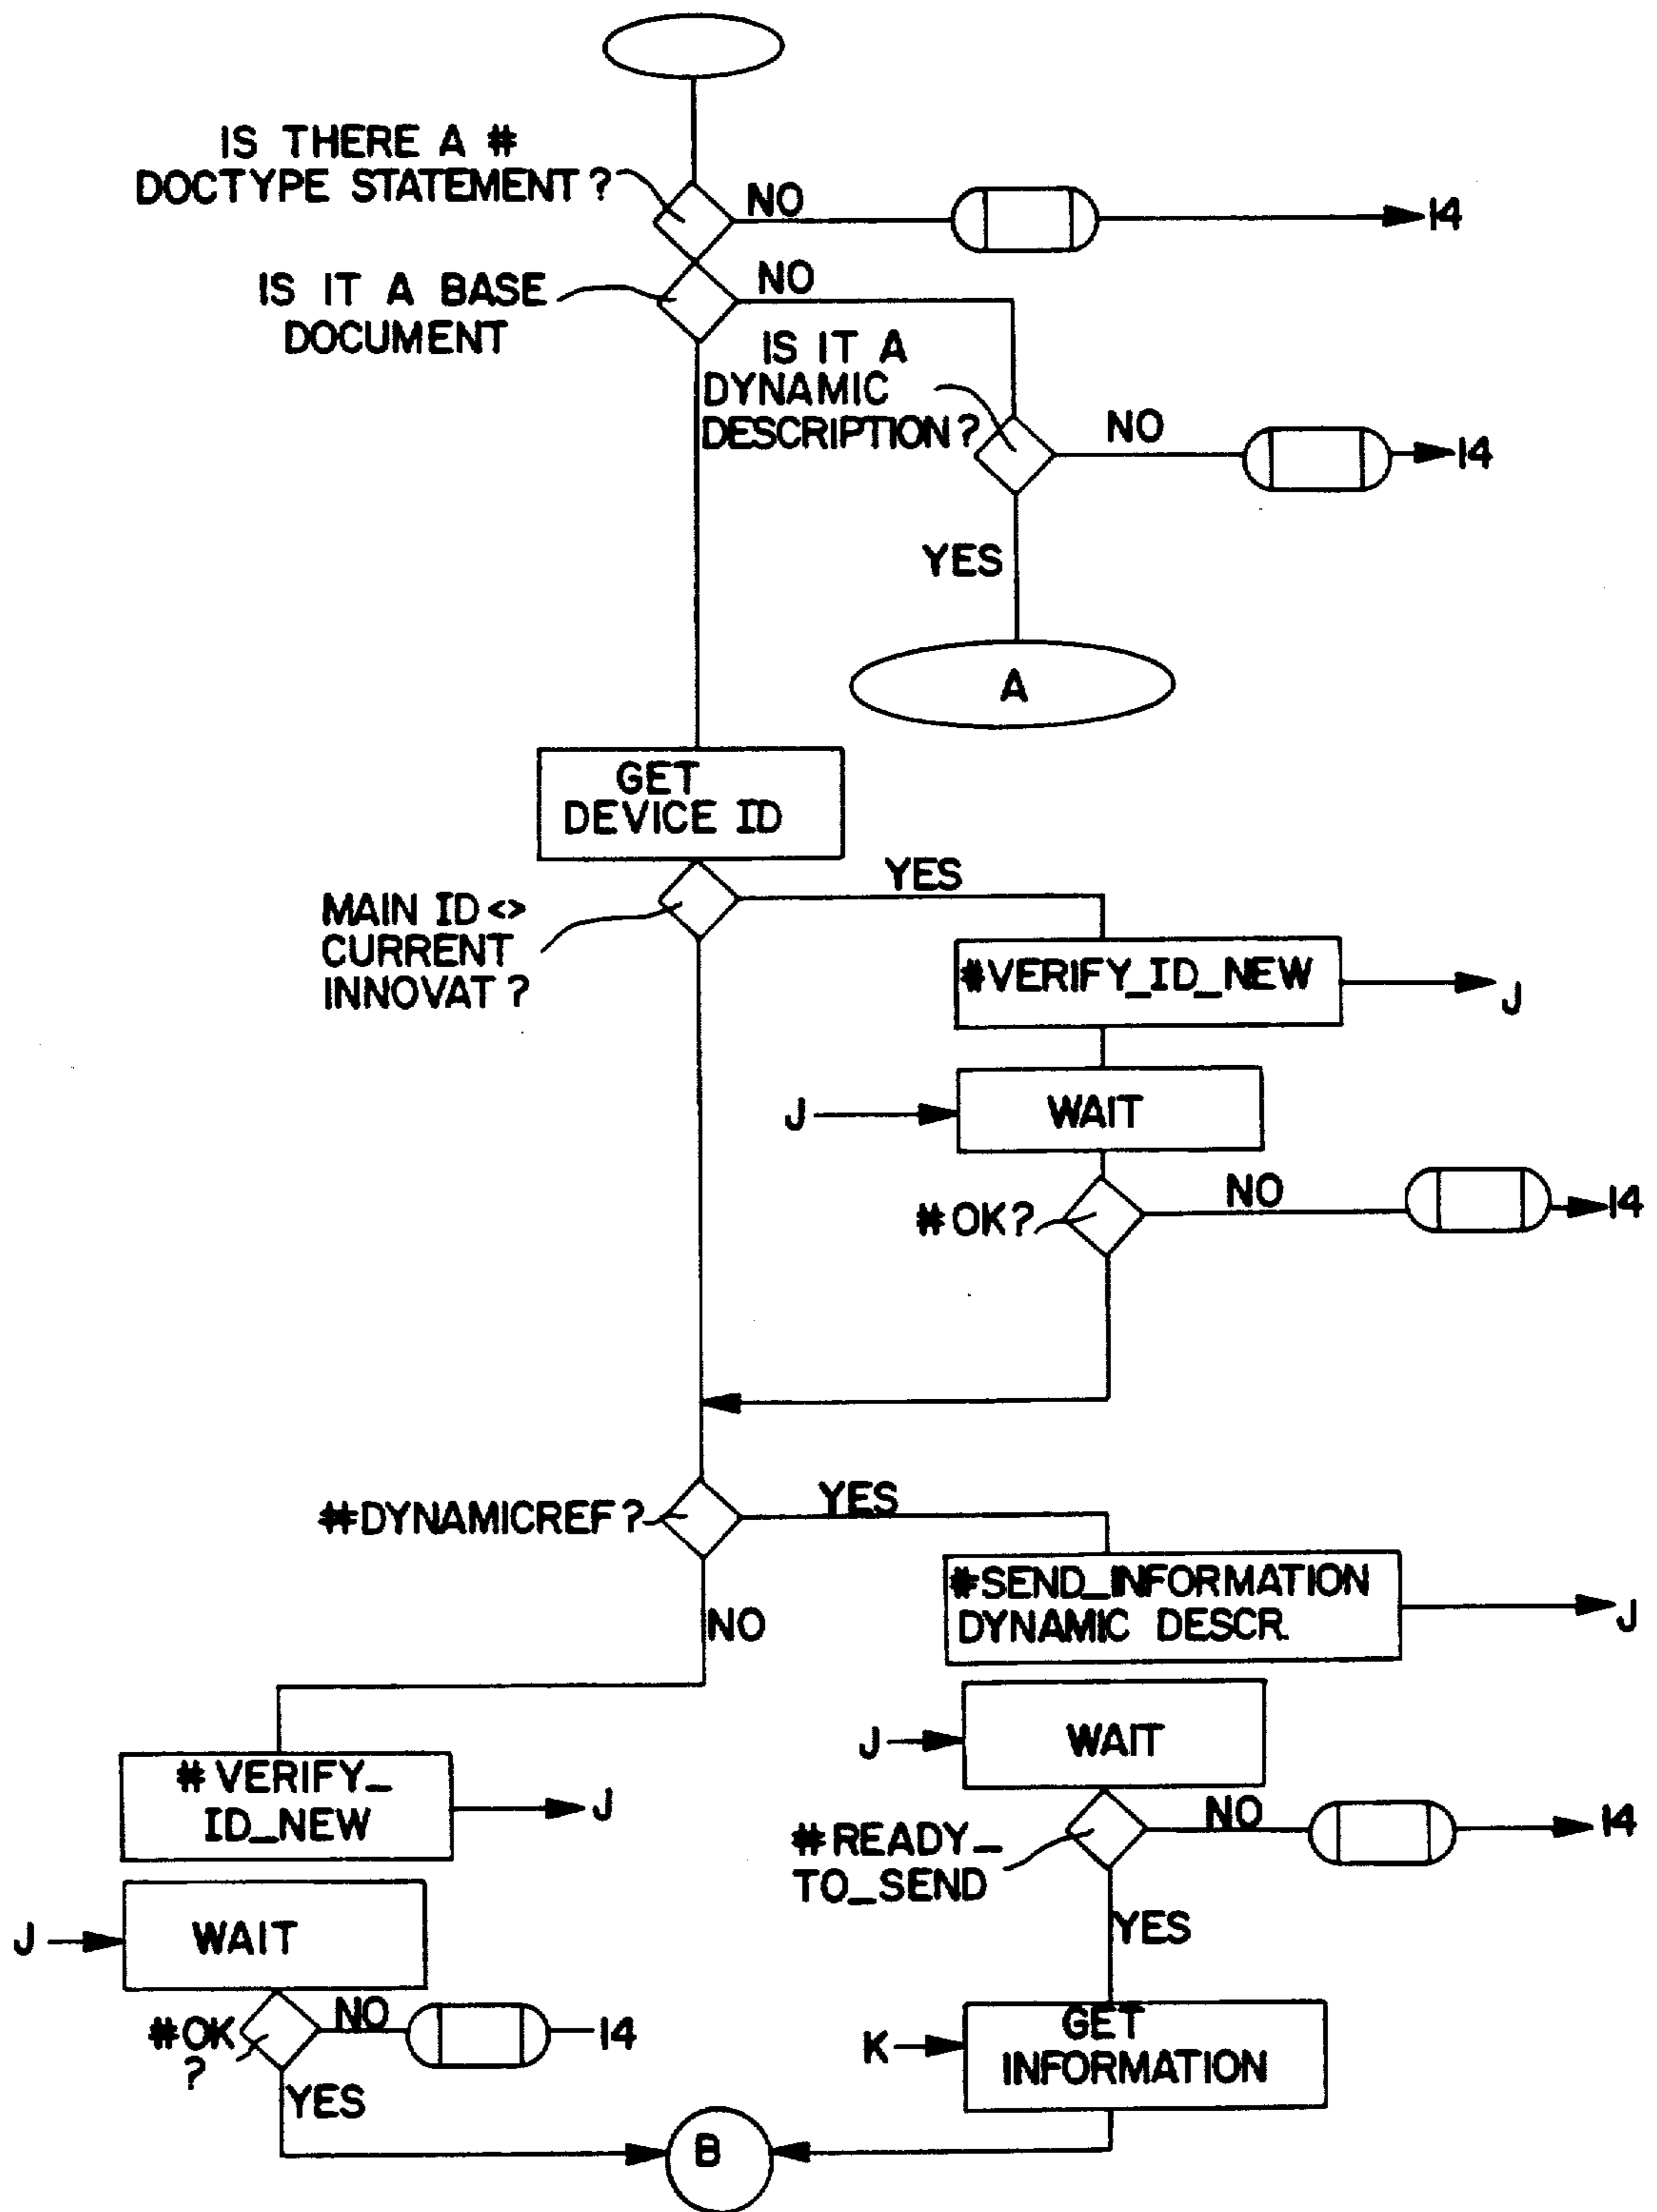 IS THERE A #
DOCTYPE STATEMENT?
NO
14
IS IT A BASE
DOCUMENT
NO
IS IT A
DYNAMIC
DESCRIPTION?
NO
14
YES
A
GET
DEVICE ID
MAIN ID <>
CURRENT
INNOVAT?
YES
#VERIFY_ID_NEW
J
J
WAIT
#OK?
NO
14
#DYNAMICREF?
YES
#SEND_INFORMATION
DYNAMIC DESCR.
J
NO
J
WAIT
#VERIFY_
ID_NEW
J
#READY_
TO_SEND
NO
14
YES
J
WAIT
#OK
?
NO
14
YES
K
GET
INFORMATION
B